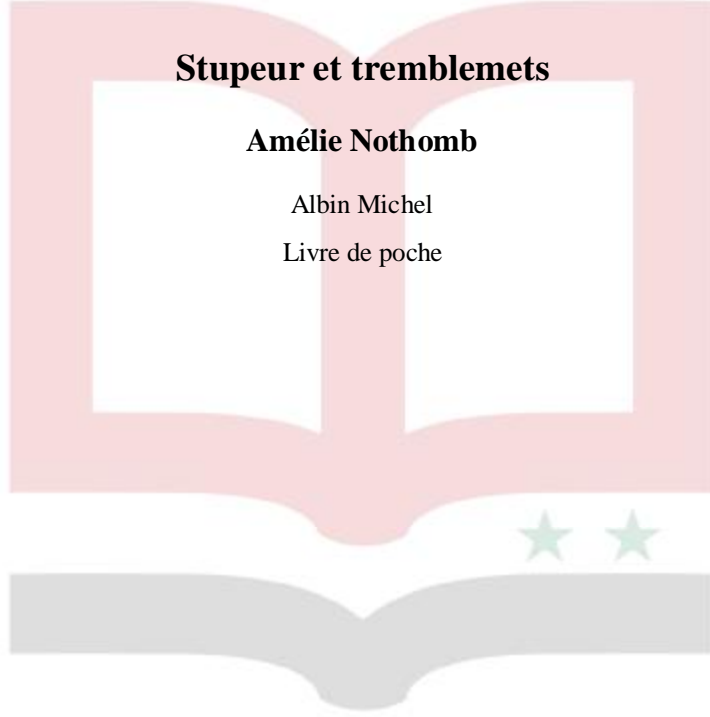 Stupeur et tremblemets
Amélie Nothomb
Albin Michel
Livre de poche